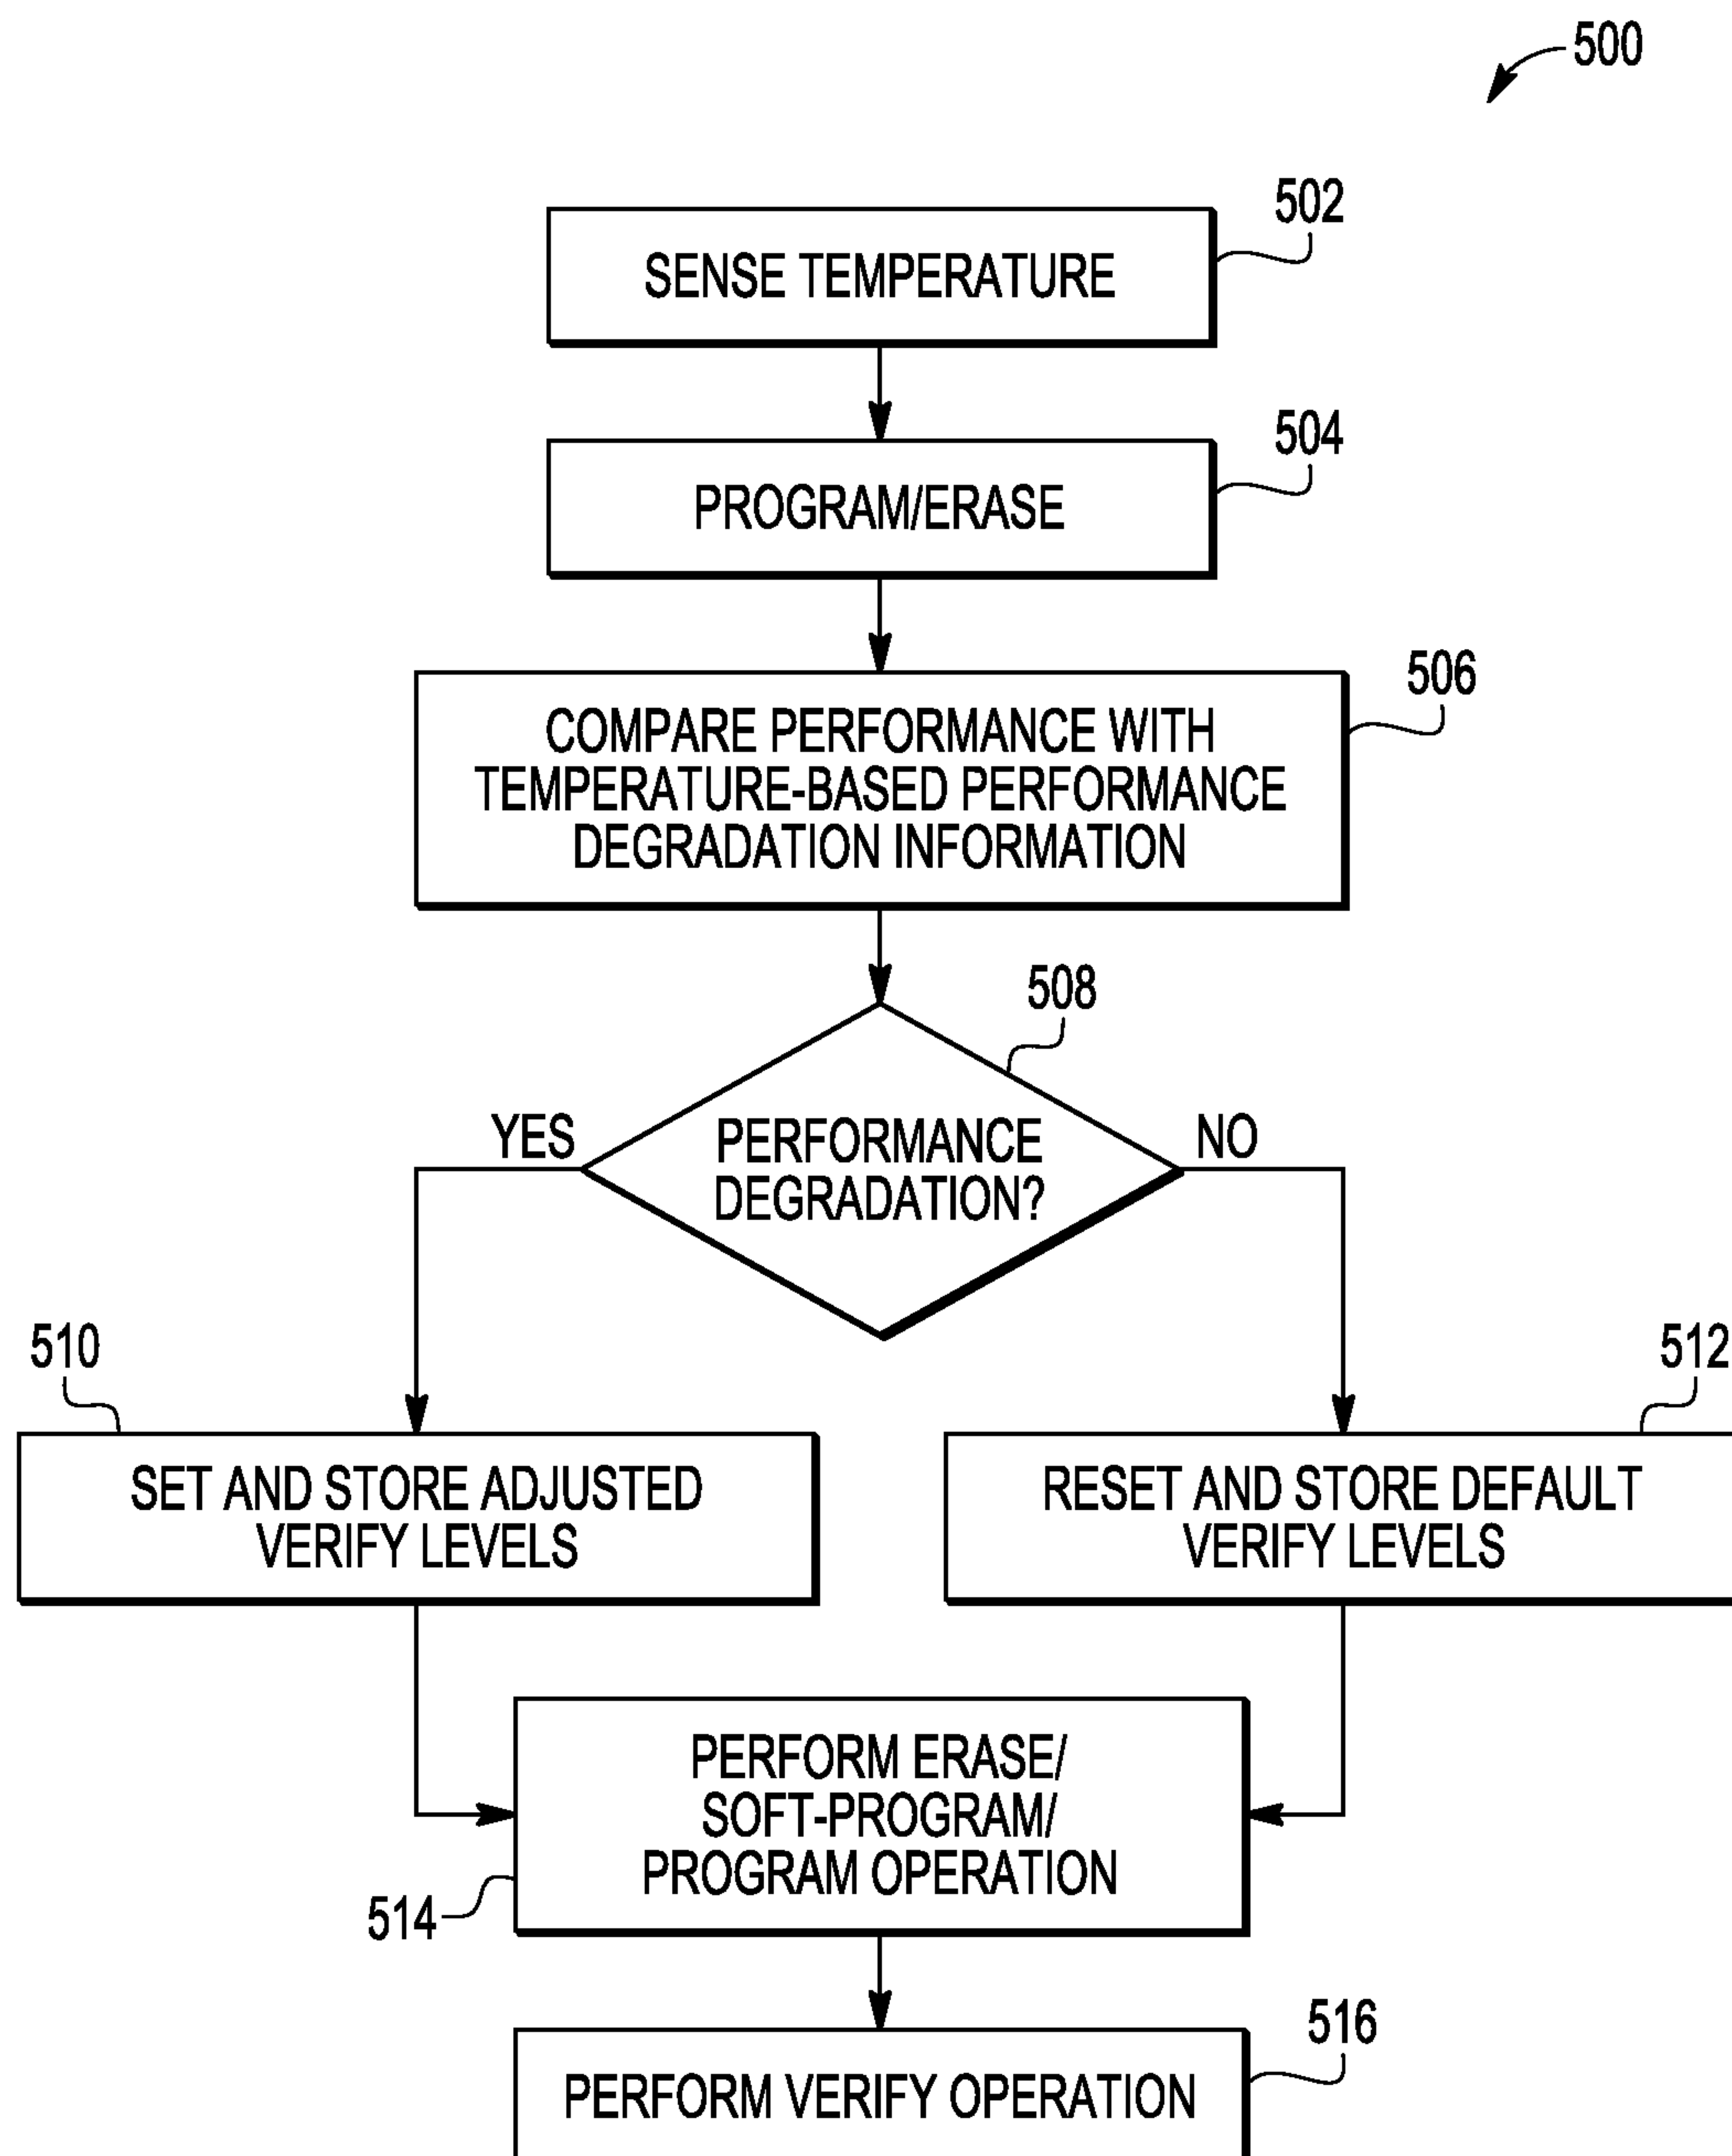 500
502
SENSE TEMPERATURE
504
PROGRAM/ERASE
506
COMPARE PERFORMANCE WITH
TEMPERATURE-BASED PERFORMANCE
DEGRADATION INFORMATION
508
YES
PERFORMANCE
DEGRADATION?
NO
510
512
SET AND STORE ADJUSTED
VERIFY LEVELS
RESET AND STORE DEFAULT
VERIFY LEVELS
PERFORM ERASE/
SOFT-PROGRAM/
PROGRAM OPERATION
514
516
PERFORM VERIFY OPERATION